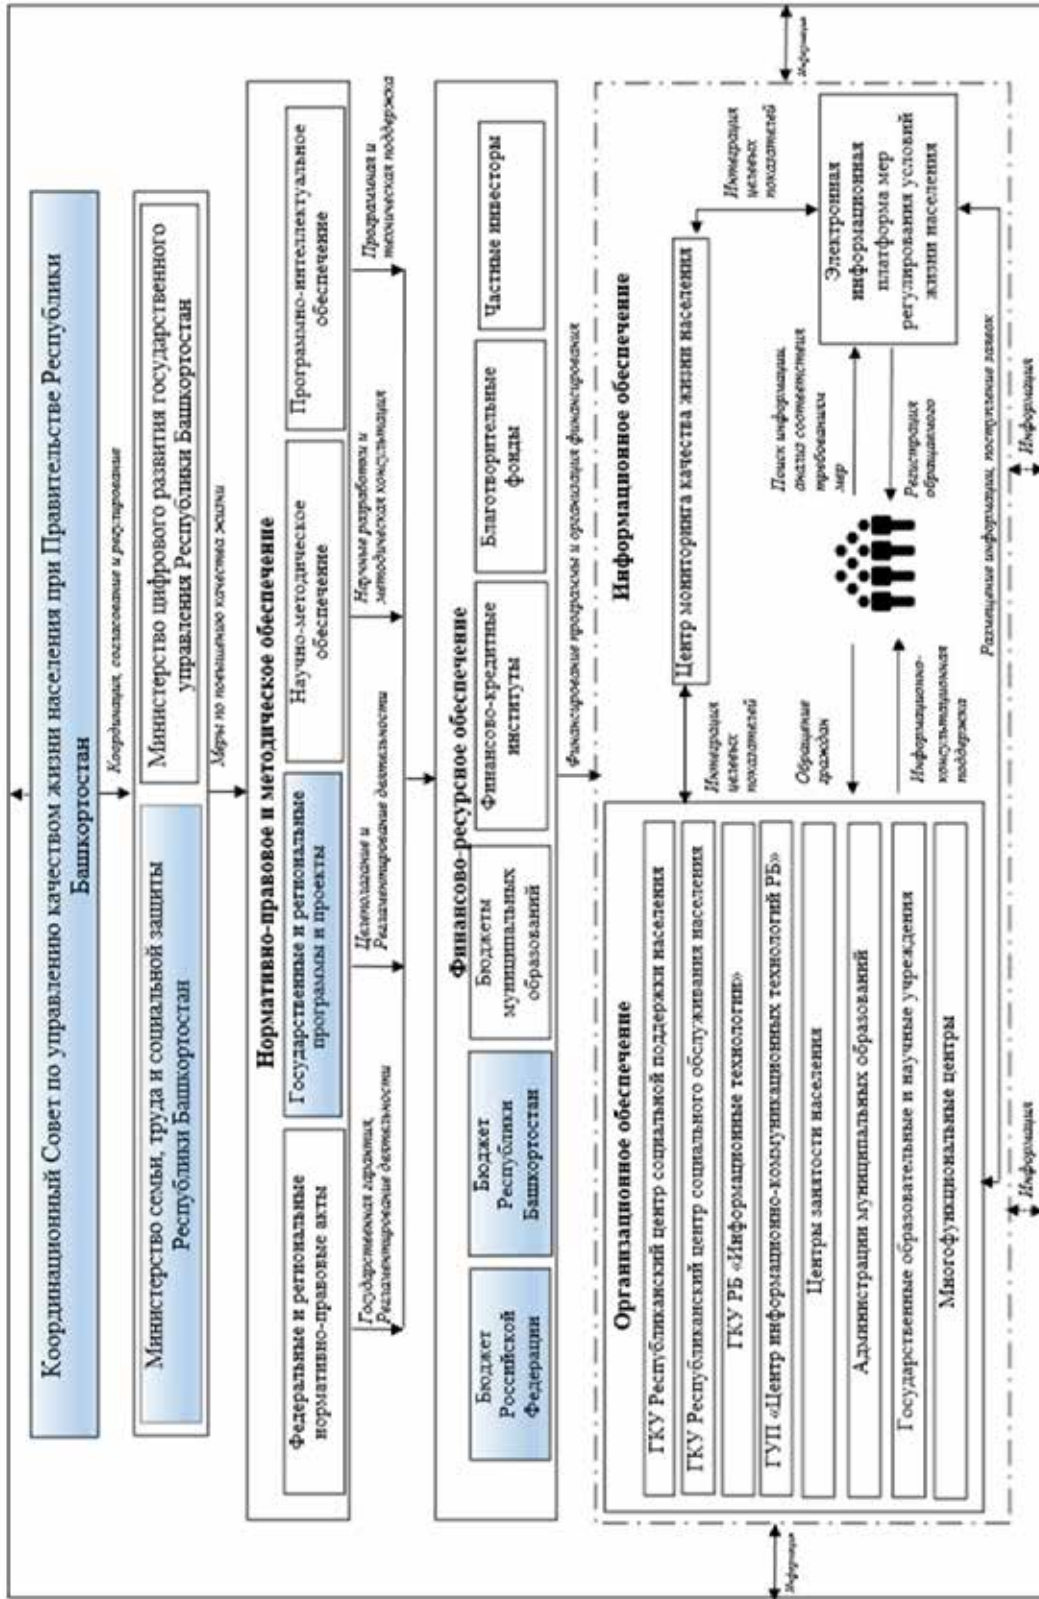 Координационный Совет по управлению качеством жизни населения при Правительстве Республики
Башкортостан
Координация, согласование и регулирование
Министерство семьи, труда и социальной защиты
Республики Башкортостан
Министерство цифрового развития государственного
управления Республики Башкортостан
Меры по повышению качества жизни
Нормативно-правовое и методическое обеспечение
Федеральные и региональные
нормативно-правовые акты
Государственные и региональные
программы и проекты
Научно-методическое
обеспечение
Программно-интеллектуальное
обеспечение
Государственная гарантия,
Регламентирование деятельности
Целеполагание и
Регламентирование деятельности
Научные разработки и
методическая консультация
Программная и
техническая поддержка
Финансово-ресурсное обеспечение
Бюджет
Российской
Федерации
Бюджет
Республики
Башкортостан
Бюджеты
муниципальных
образований
Финансово-кредитные
институты
Благотворительные
фонды
Частные инвесторы
Финансирование программы и организация финансирования
Организационное обеспечение
ГКУ Республиканский центр социальной поддержки населения
ГКУ Республиканский центр социального обслуживания населения
ГКУ РБ «Информационные технологии»
ГУП «Центр информационно-коммуникационных технологий РБ»
Центры занятости населения
Администрации муниципальных образований
Государственные образовательные и научные учреждения
Многофункциональные центры
Информационное обеспечение
Центр мониторинга качества жизни населения
Интеграция
целевых
показателей
Интеграция
целевых
показателей
Электронная
информационная
платформа мер
регулирования условий
жизни населения
Обращение
граждан
Информационно-
консультационная
поддержка
Поиск информации,
анализ соответствия
требованиям
мер
Регистрация
обращаемого
Размещение информации, поступление заявок
Информация
Информация
Информация
Информация